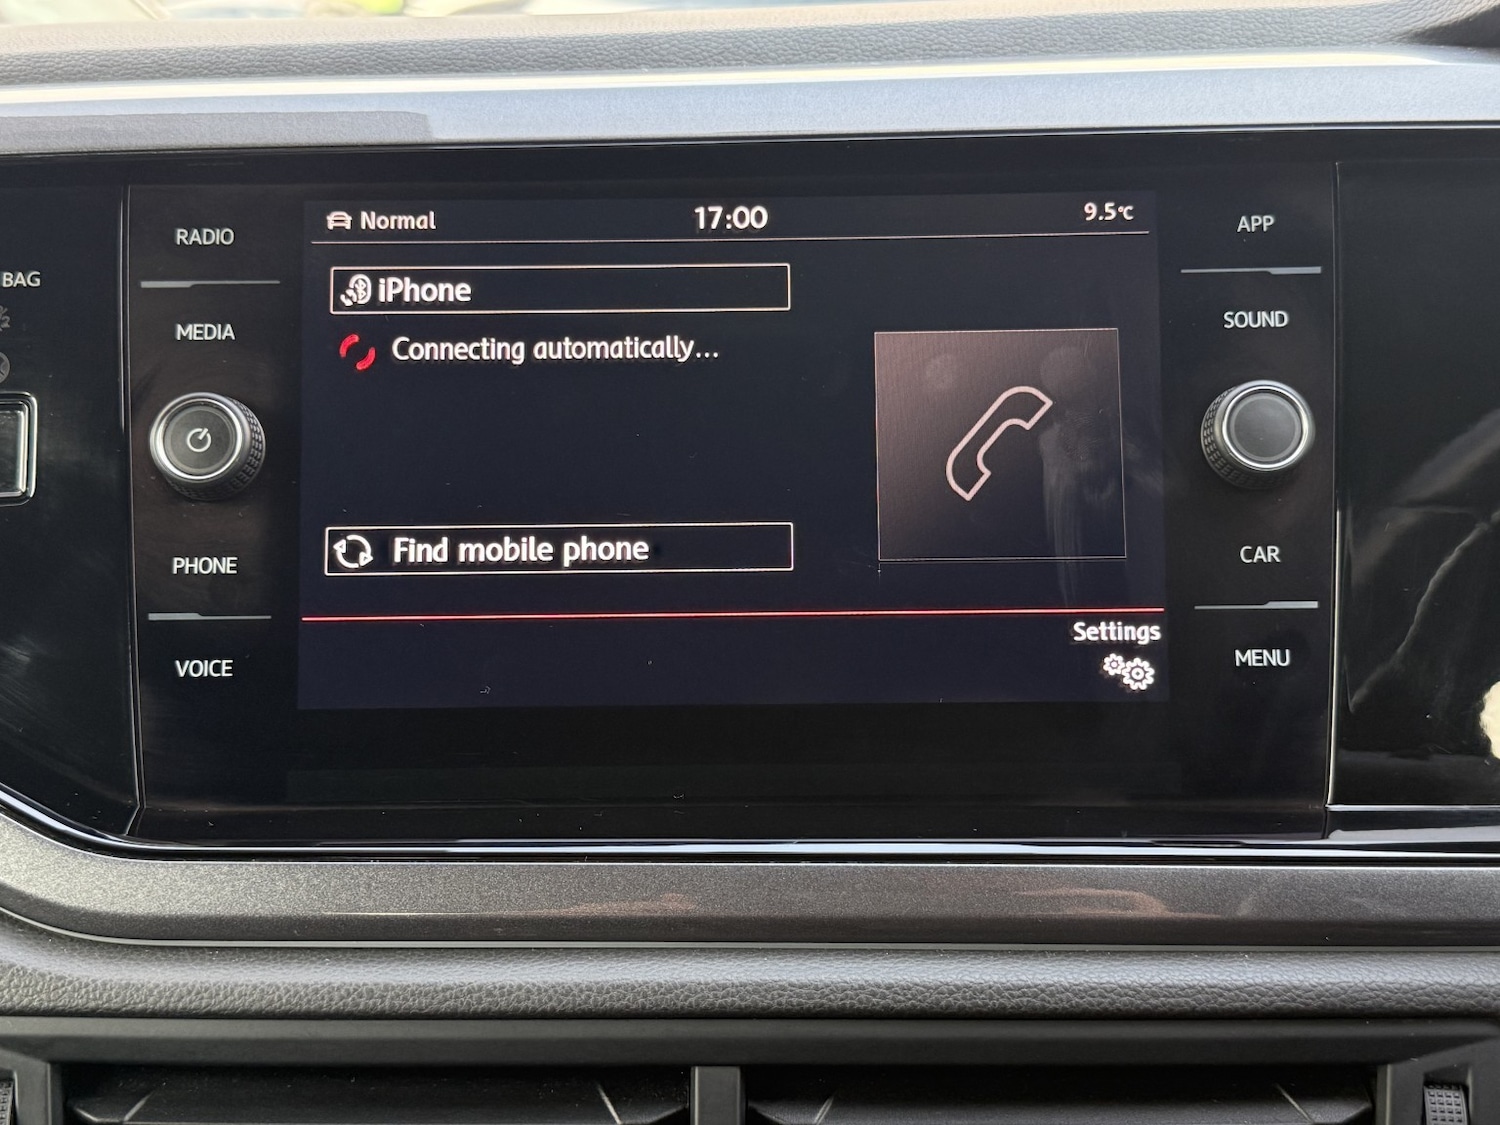 Normal
17:00
9.5°C
RADIO
MEDIA
PHONE
VOICE
BAG
iPhone
Connecting automatically...
Find mobile phone
Settings
APP
SOUND
CAR
MENU